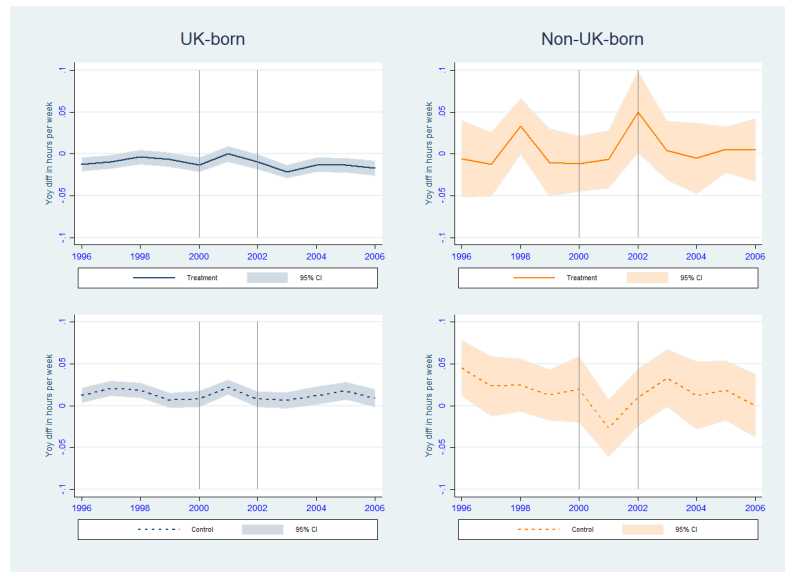 UK-born
Non-UK-born
Yoy diff in hours per week
.1
.05
0
-.05
-.1
1996 1998 2000 2002 2004 2006
Treatment 95% CI
Yoy diff in hours per week
.1
.05
0
-.05
-.1
1996 1998 2000 2002 2004 2006
Treatment 95% CI
Yoy diff in hours per week
.1
.05
0
-.05
-.1
1996 1998 2000 2002 2004 2006
Control 95% CI
Yoy diff in hours per week
.1
.05
0
-.05
-.1
1996 1998 2000 2002 2004 2006
Control 95% CI